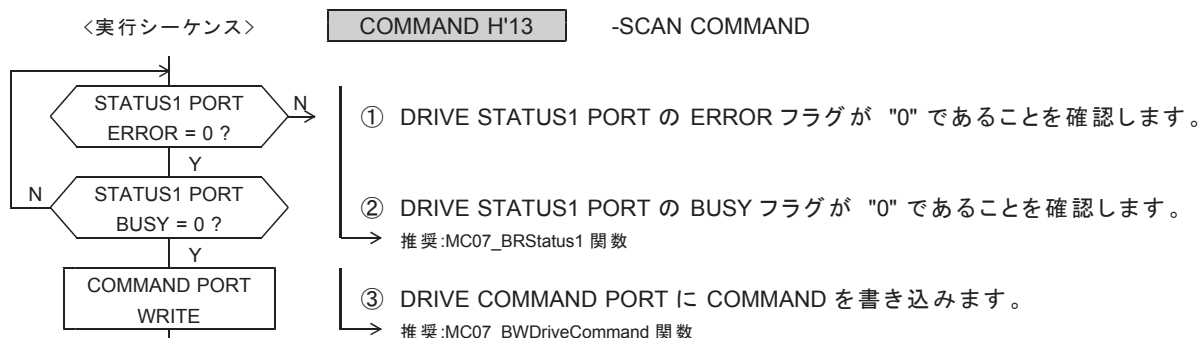 <実行シーケンス>
COMMAND H'13
-SCAN COMMAND
STATUS1 PORT
ERROR = 0 ?
N
Y
① DRIVE STATUS1 PORT の ERROR フラグが "0" であることを確認します。
N
STATUS1 PORT
BUSY = 0 ?
Y
② DRIVE STATUS1 PORT の BUSY フラグが "0" であることを確認します。
推奨:MC07_BRStatus1 関数
COMMAND PORT
WRITE
③ DRIVE COMMAND PORT に COMMAND を書き込みます。
推奨:MC07_BWDriveCommand 関数